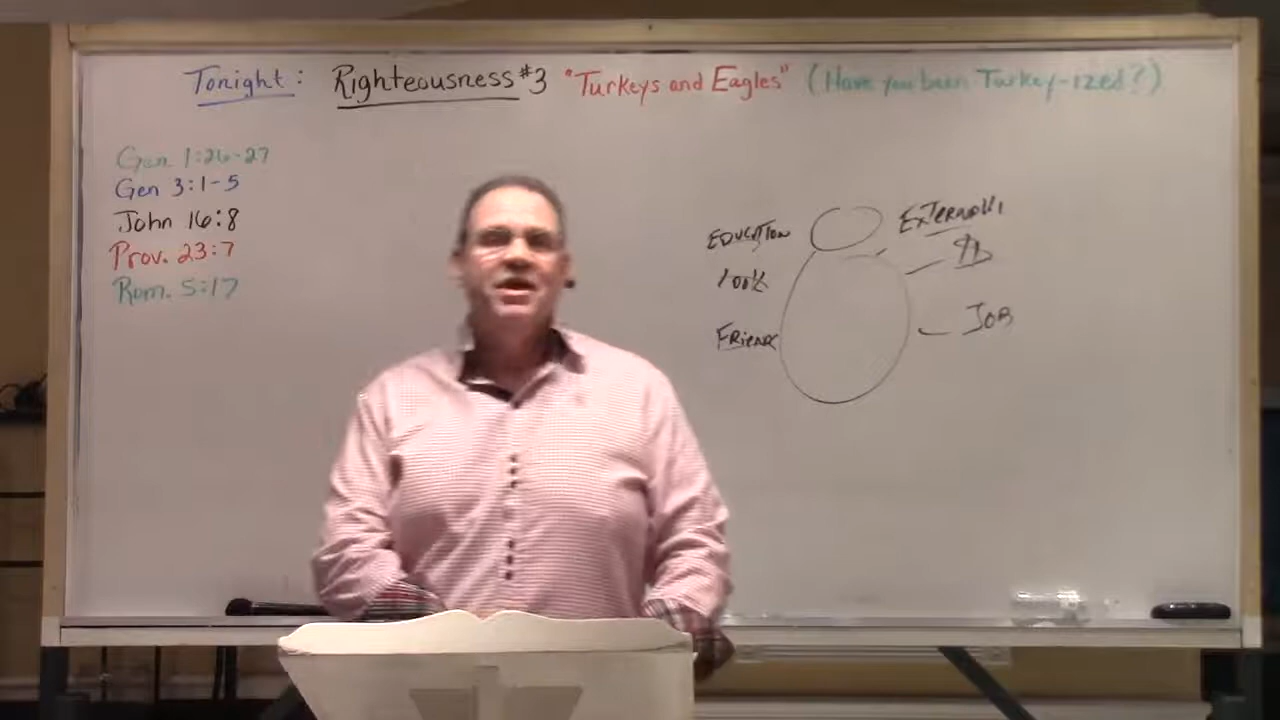 Tonight: Righteousness #3 "Turkeys and Eagles" (Have you been Turkey-ized?)
Gen. 1:26-27
Gen 3:1-5
John 16:8
Prov. 23:7
Rom. 5:17
EDUCATION
LOOK
FRIENDS
EXTERNAL
$
JOB